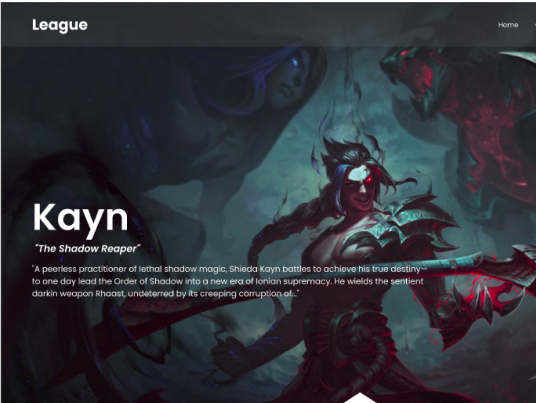 League
Home
Kayn
"The Shadow Reaper"
"A peerless practitioner of lethal shadow magic, Shieda Kayn battles to achieve his true destiny—
to one day lead the Order of Shadow into a new era of Ionian supremacy. He wields the sentient
darkin weapon Rhaast, undeterred by its creeping corruption of..."